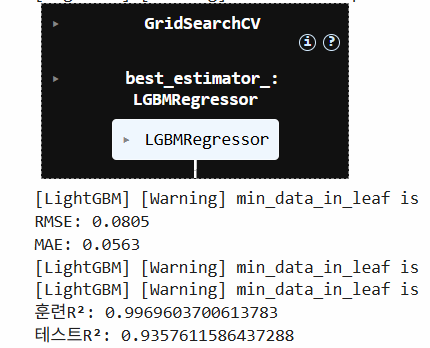 GridSearchCV
best_estimator_:
LGBMRegressor
LGBMRegressor
[LightGBM] [Warning] min_data_in_leaf is
RMSE: 0.0805
MAE: 0.0563
[LightGBM] [Warning] min_data_in_leaf is
[LightGBM] [Warning] min_data_in_leaf is
훈련R²: 0.9969603700613783
테스트R²: 0.9357611586437288